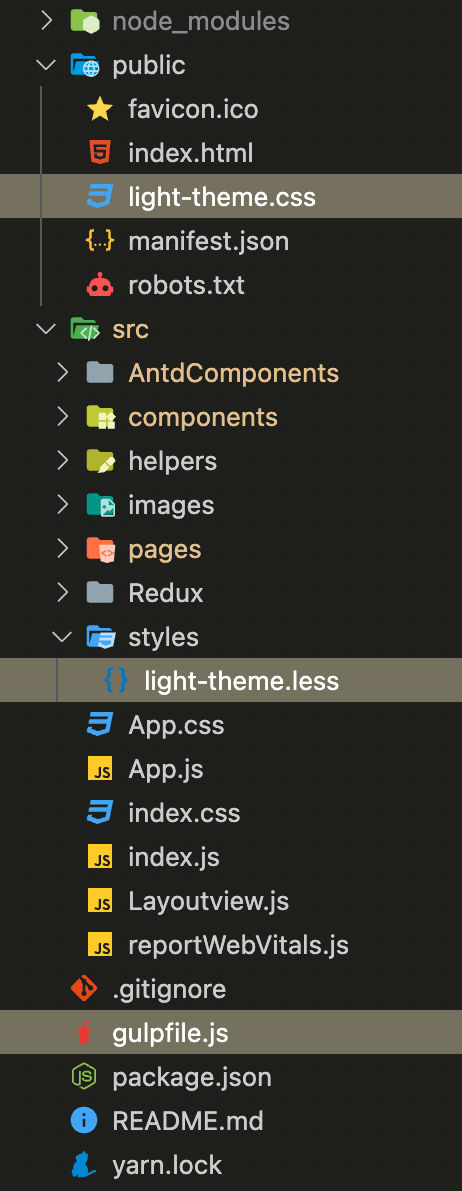 node_modules
public
favicon.ico
index.html
light-theme.css
manifest.json
robots.txt
src
AntdComponents
components
helpers
images
pages
Redux
styles
light-theme.less
App.css
App.js
index.css
index.js
Layoutview.js
reportWebVitals.js
.gitignore
gulpfile.js
package.json
README.md
yarn.lock